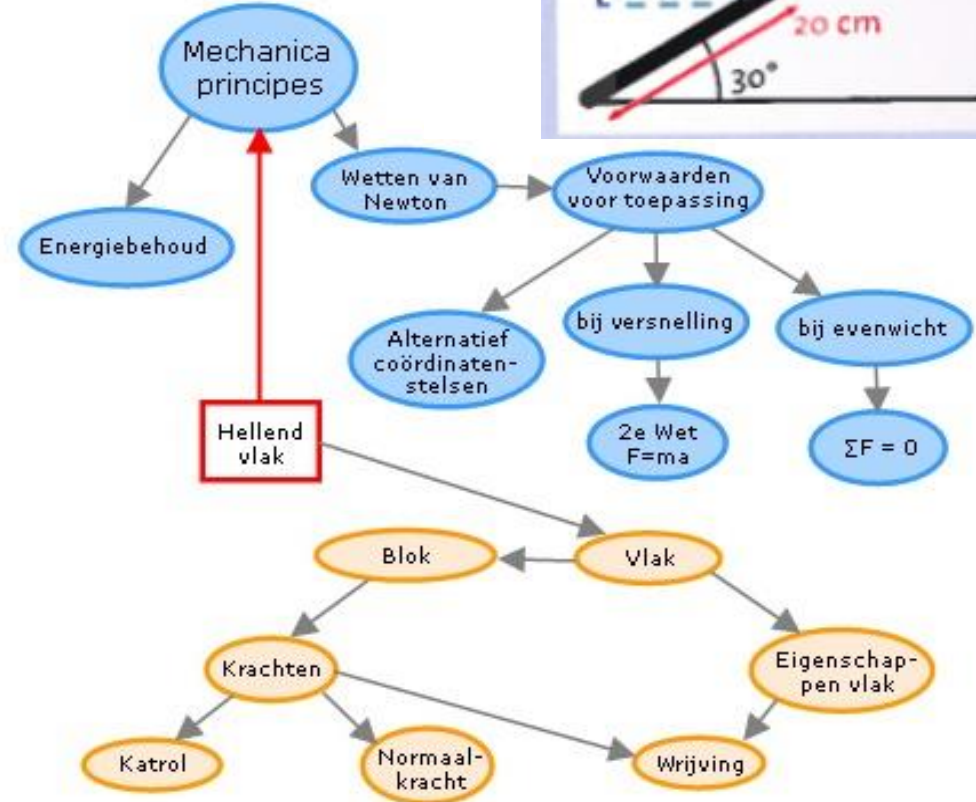 20 cm
30°
Mechanica
principes
Wetten van
Newton
Voorwaarden
voor toepassing
Energiebehoud
Alternatief
coördinaten-
stelsen
bij versnelling
bij evenwicht
Hellend
vlak
2e Wet
F=ma
ΣF = 0
Blok
Vlak
Krachten
Eigenschap-
pen vlak
Katrol
Normaal-
kracht
Wrijving